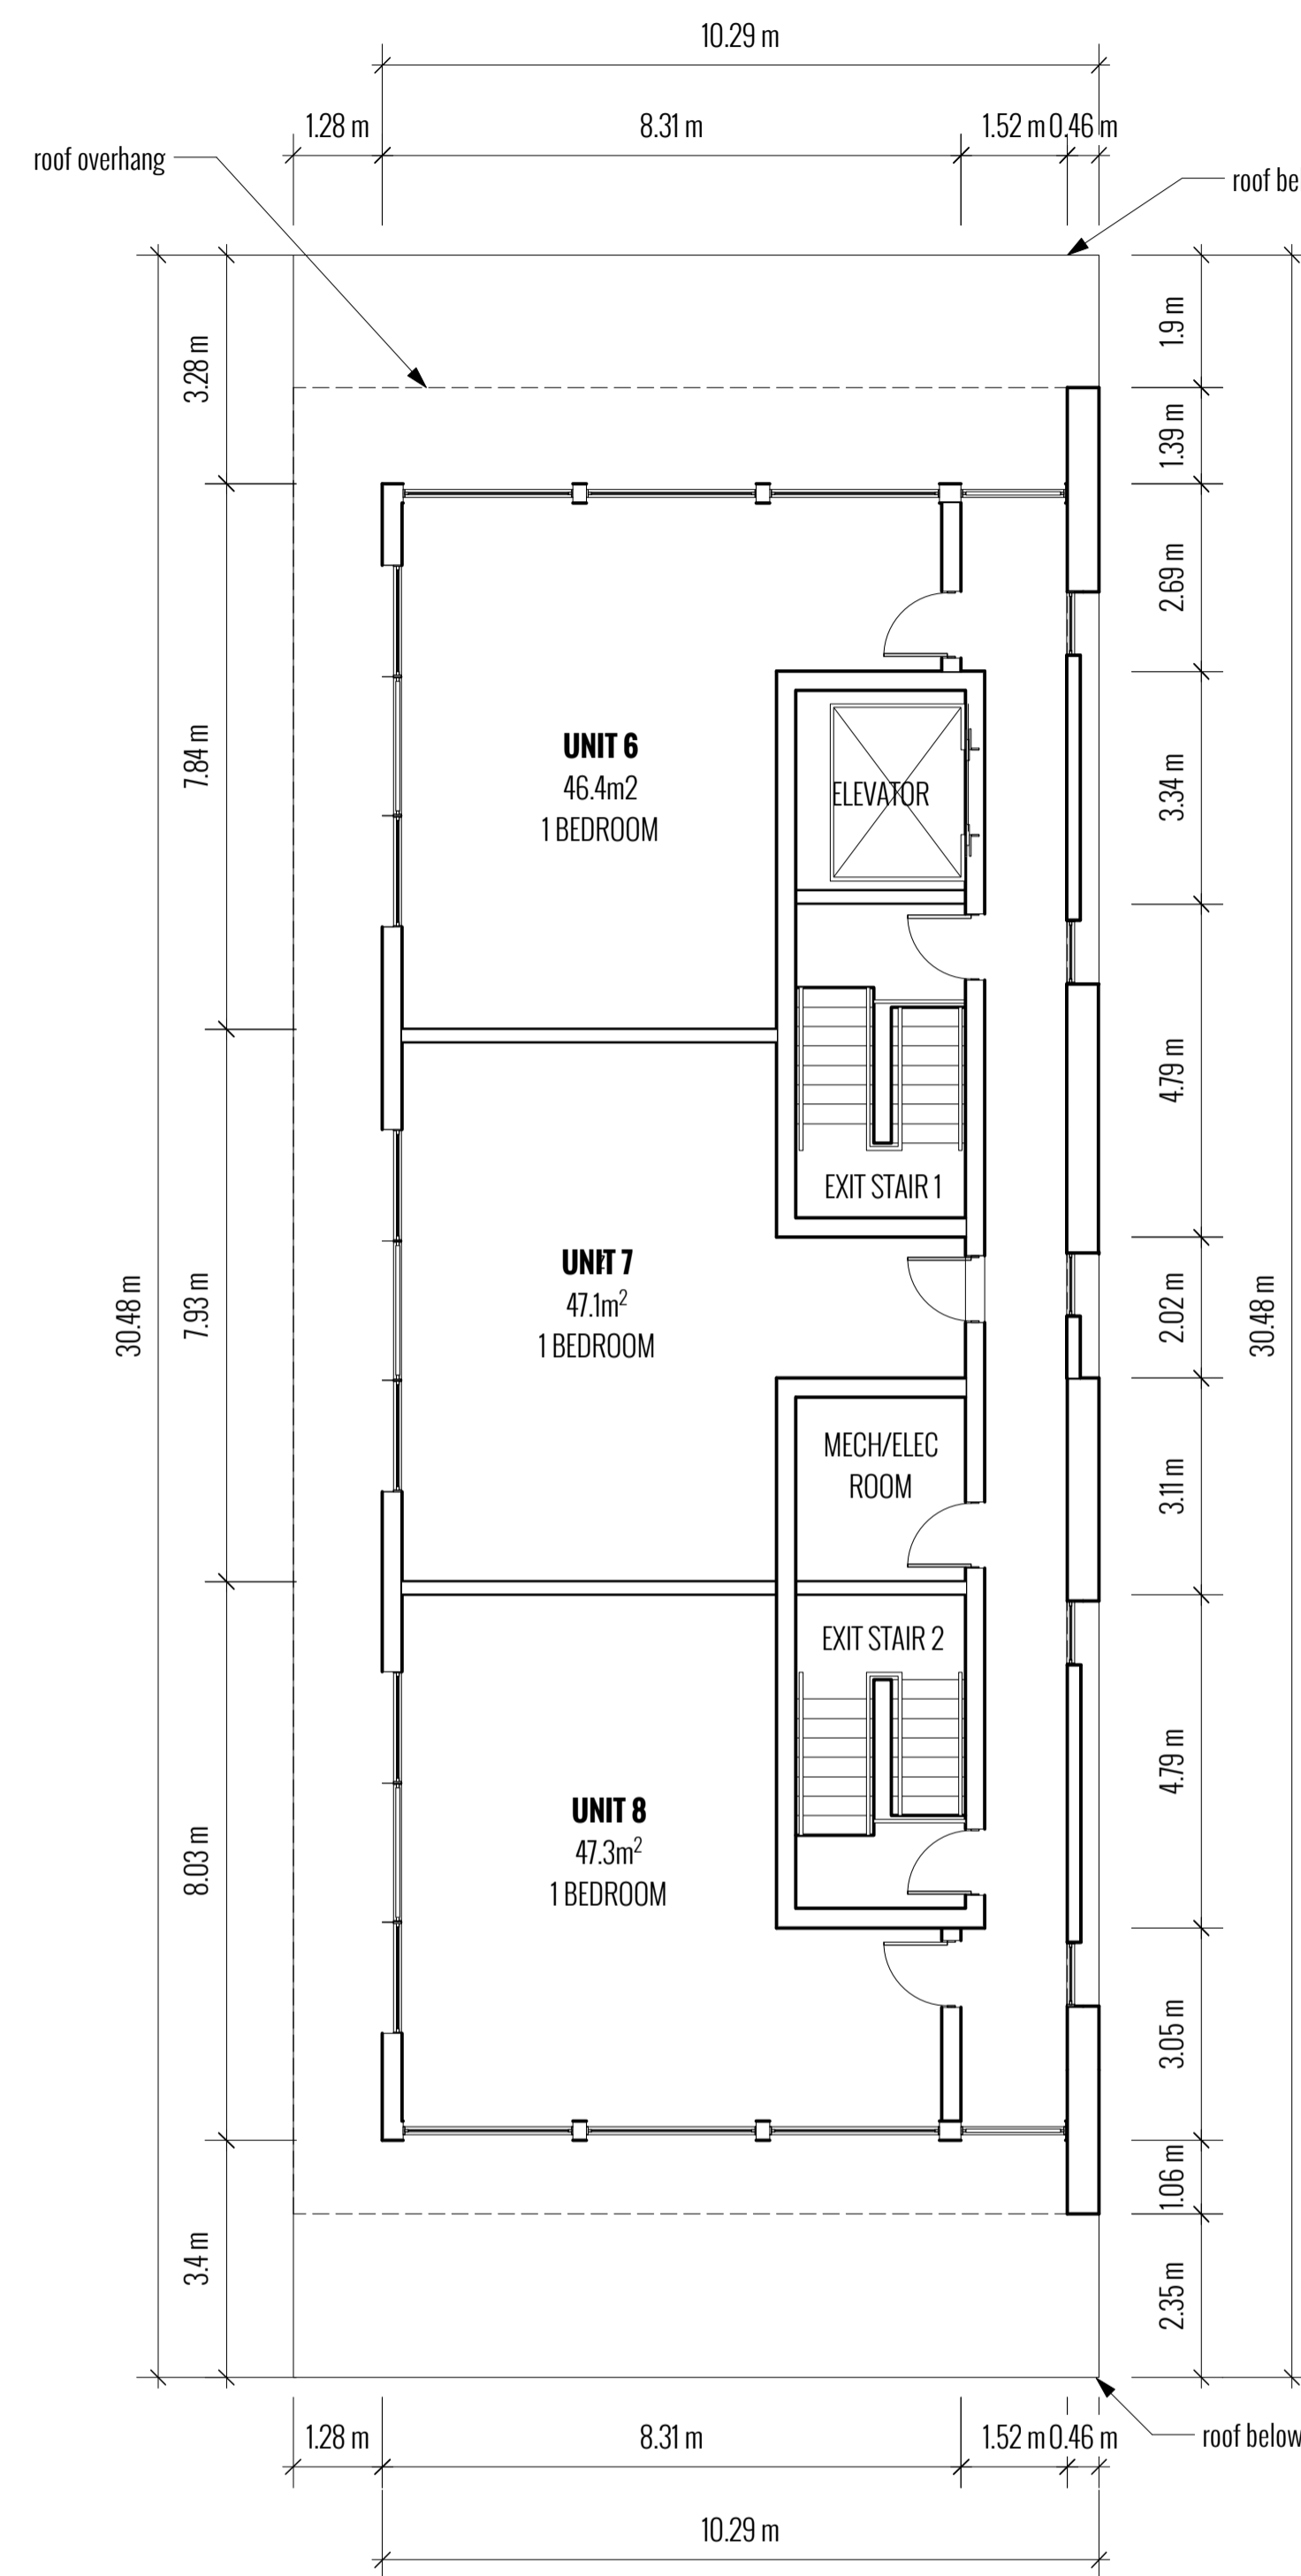 10.29 m
1.28 m
8.31 m
1.52 m
0.46 m
roof overhang
roof be
3.28 m
1.9 m
1.39 m
2.69 m
7.84 m
UNIT 6
46.4m2
1 BEDROOM
ELEVATOR
3.34 m
4.79 m
EXIT STAIR 1
30.48 m
7.93 m
UNIT 7
47.1m²
1 BEDROOM
2.02 m
30.48 m
MECH/ELEC
ROOM
3.11 m
EXIT STAIR 2
4.79 m
8.03 m
UNIT 8
47.3m²
1 BEDROOM
3.05 m
1.06 m
3.4 m
2.35 m
1.28 m
8.31 m
1.52 m
0.46 m
roof below
10.29 m